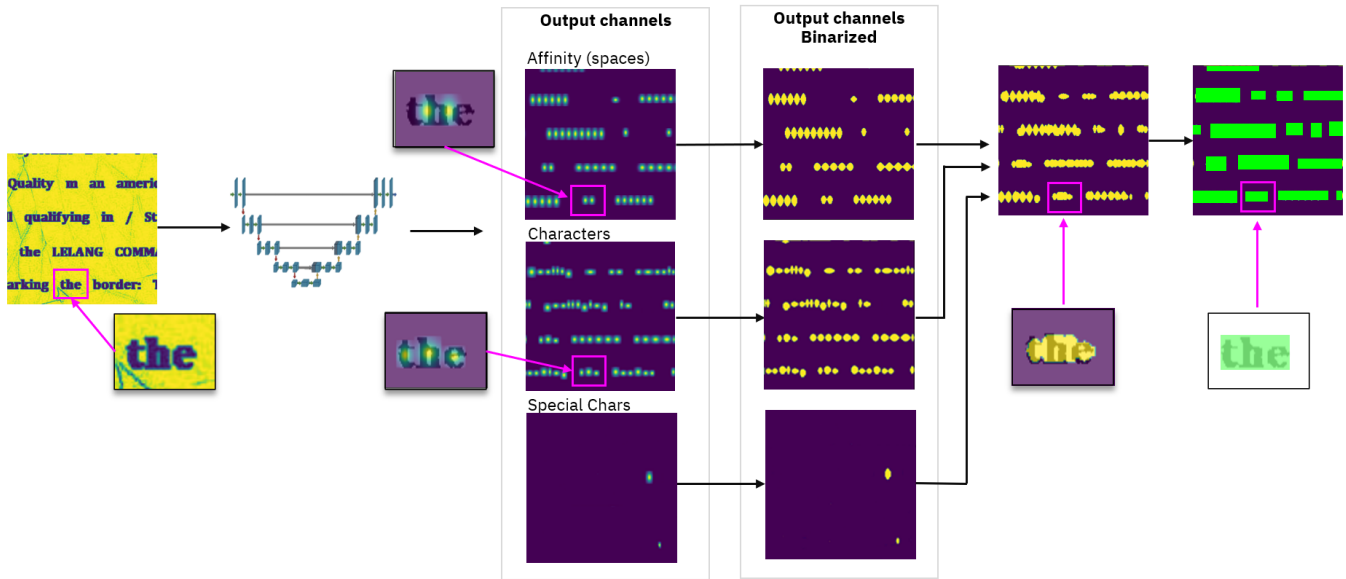 Output channels
Output channels
Binarized
Affinity (spaces)
the
Quality m an americ
l qualifying in / St
the LELANG COMMA
arking the border: T
the
Characters
the
Special Chars
the
the